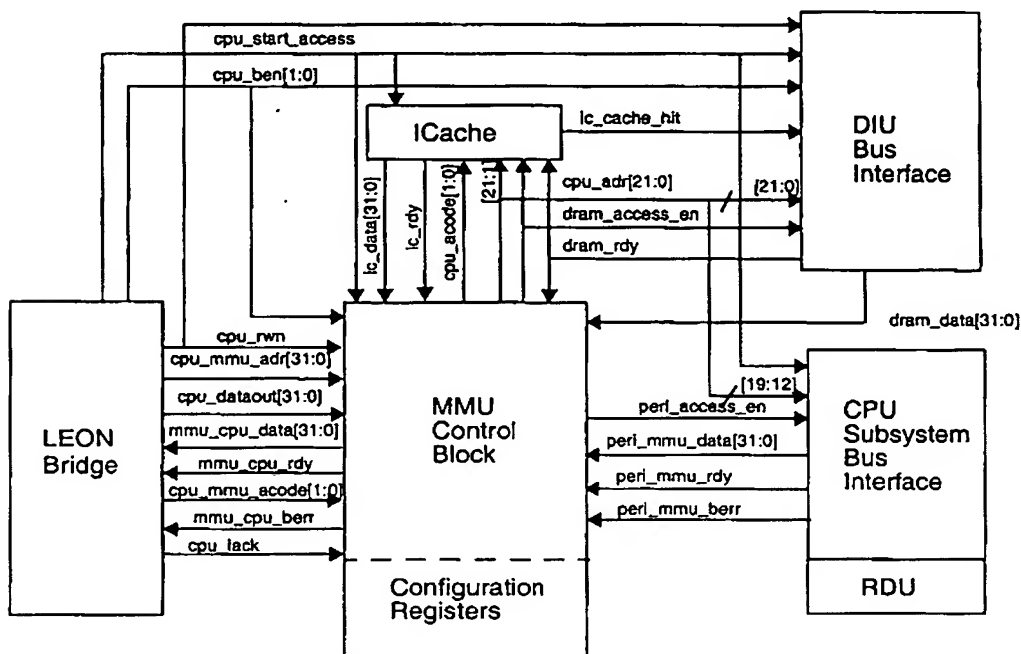 cpu_start_access
cpu_ben[1:0]
ICache
ic_cache_hit
DIU
Bus
Interface
ic_data[31:0]
ic_rdy
cpu_acode[1:0]
[21:1]
cpu_adr[21:0]
[21:0]
dram_access_en
dram_rdy
dram_data[31:0]
cpu_rwn
cpu_mmu_adr[31:0]
cpu_dataout[31:0]
mmu_cpu_data[31:0]
mmu_cpu_rdy
cpu_mmu_acode[1:0]
mmu_cpu_berr
cpu_iack
LEON
Bridge
MMU
Control
Block
Configuration
Registers
[19:12]
peri_access_en
peri_mmu_data[31:0]
peri_mmu_rdy
peri_mmu_berr
CPU
Subsystem
Bus
Interface
RDU